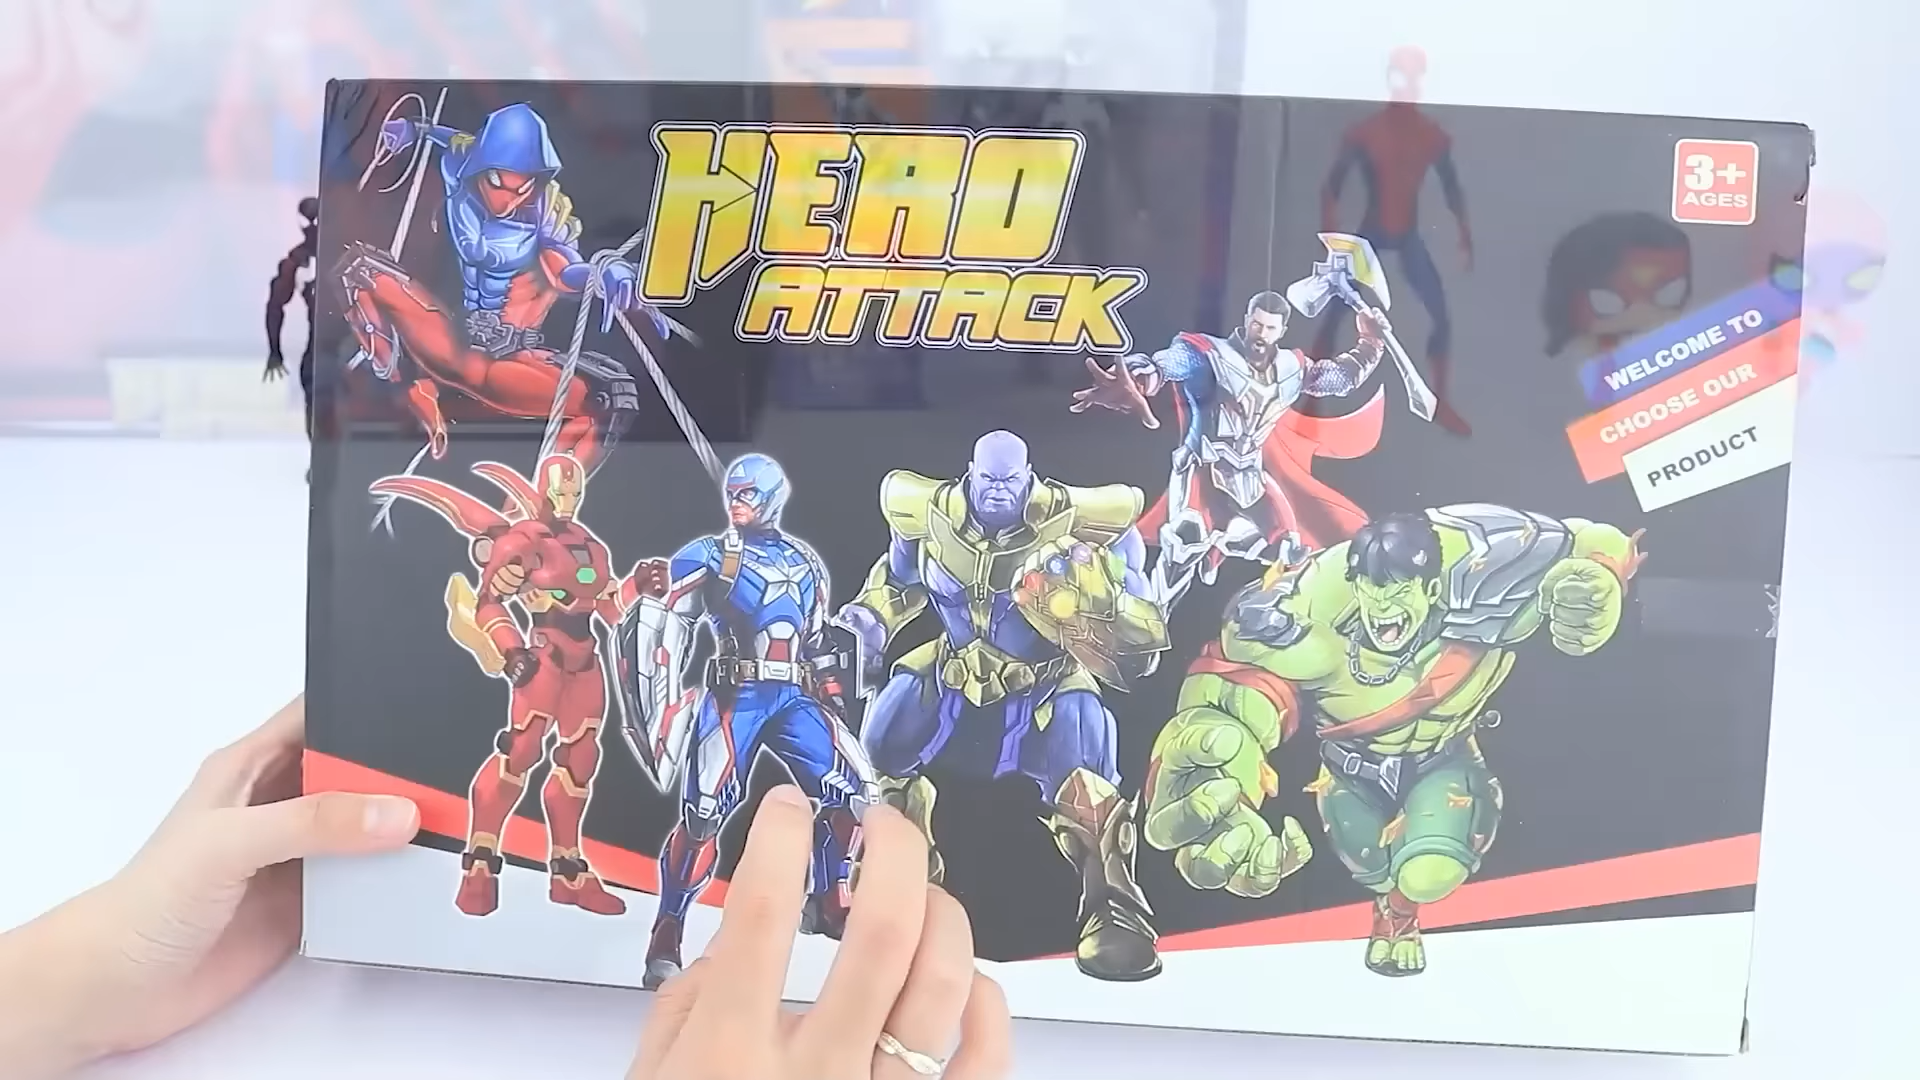 HERO
ATTACK
3+
AGES
WELCOME TO
CHOOSE OUR
PRODUCT